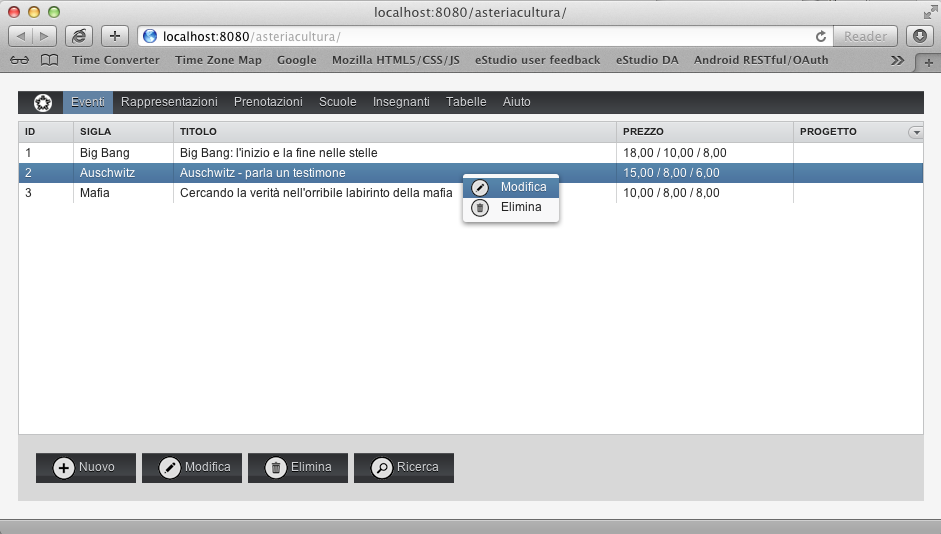 localhost:8080/asteriacultura/
localhost:8080/asteriacultura/ Reader
Time Converter Time Zone Map Google Mozilla HTML5/CSS/JS eStudio user feedback eStudio DA Android RESTful/OAuth
Eventi Rappresentazioni Prenotazioni Scuole Insegnanti Tabelle Aiuto
ID SIGLA TITOLO PREZZO PROGETTO
1 Big Bang Big Bang: l'inizio e la fine nelle stelle 18,00 / 10,00 / 8,00
2 Auschwitz Auschwitz - parla un testimone 15,00 / 8,00 / 6,00
3 Mafia Cercando la verità nell'orribile labirinto della mafia 10,00 / 8,00 / 8,00
Modifica
Elimina
Nuovo Modifica Elimina Ricerca